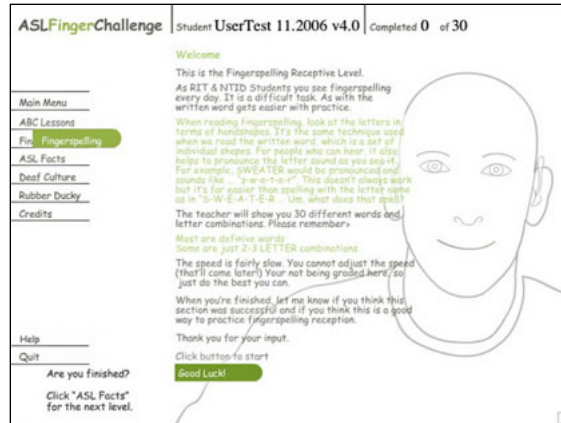 ASLFingerChallenge
Student UserTest 11.2006 v4.0
Completed 0 of 30
Main Menu
ABC Lessons
Fin Fingerspelling
ASL Facts
Deaf Culture
Rubber Ducky
Credits
Help
Quit
Are you finished?
Click "ASL Facts"
for the next level.
Welcome
This is the Fingerspelling Receptive Level.
As RIT & NTID Students you see fingerspelling
every day. It is a difficult task. As with the
written word gets easier with practice.
When reading fingerspelling, look at the letters in
terms of handshapes. It's the same technique used
when we read the written word, which is a set of
individual shapes. For people who can hear, it also
helps to pronounce the letter sound as you see it.
For example, SWEATER would be pronounced and
sounds like ... "s-w-e-t-e-r". This doesn't always work
but it's far easier than spelling with the letter name
as in "S-W-E-A-T-E-R ... Um, what does that spell?
The teacher will show you 30 different words and
letter combinations. Please remember>
Most are definive words
Some are just 2-3 LETTER combinations
The speed is fairly slow. You cannot adjust the speed
(that'll come later!) Your not being graded here, so
just do the best you can.
When you're finished, let me know if you think this
section was successful and if you think this is a good
way to practice fingerspelling reception.
Thank you for your input.
Click button to start
Good Luck!